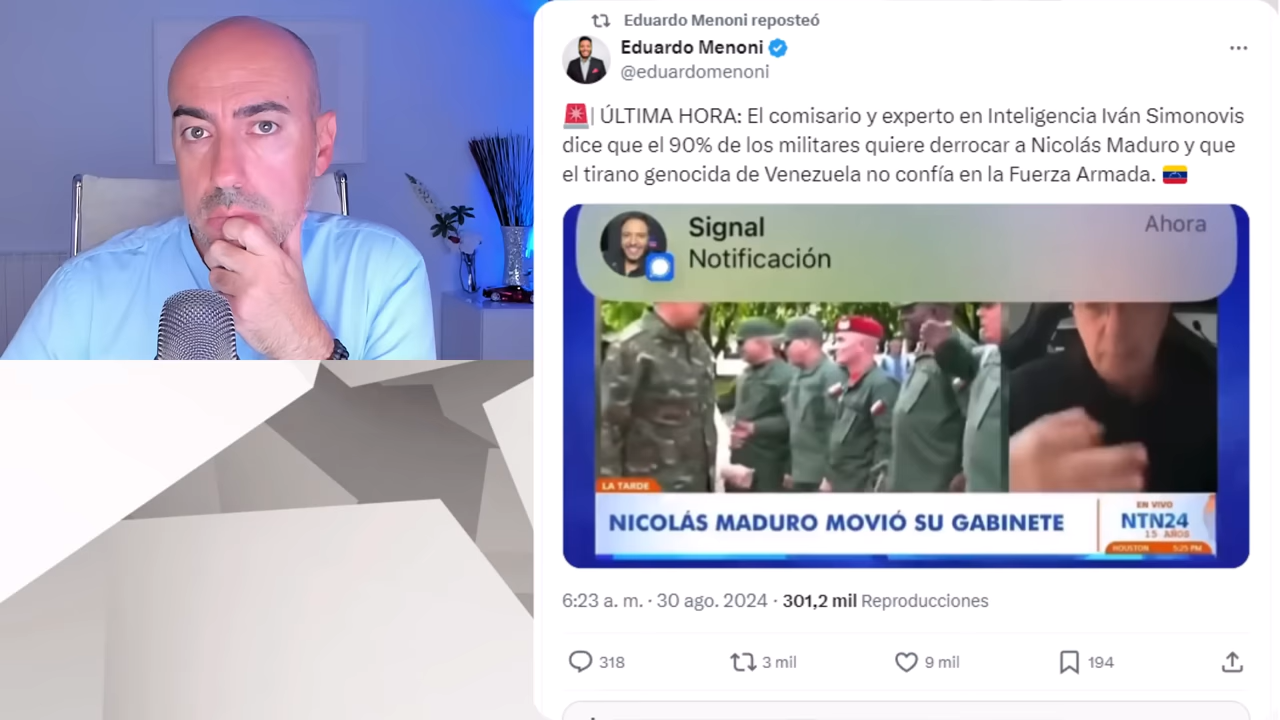 Eduardo Menoni reposteó
Eduardo Menoni
@eduardomenoni
| ÚLTIMA HORA: El comisario y experto en Inteligencia Iván Simonovis
dice que el 90% de los militares quiere derrocar a Nicolás Maduro y que
el tirano genocida de Venezuela no confía en la Fuerza Armada.
Signal
Ahora
Notificación
LA TARDE
NICOLÁS MADURO MOVIÓ SU GABINETE
EN VIVO
NTN24
15 AÑOS
HOUSTON 5:25 PM
6:23 a. m. · 30 ago. 2024 · 301,2 mil Reproducciones
318
3 mil
9 mil
194